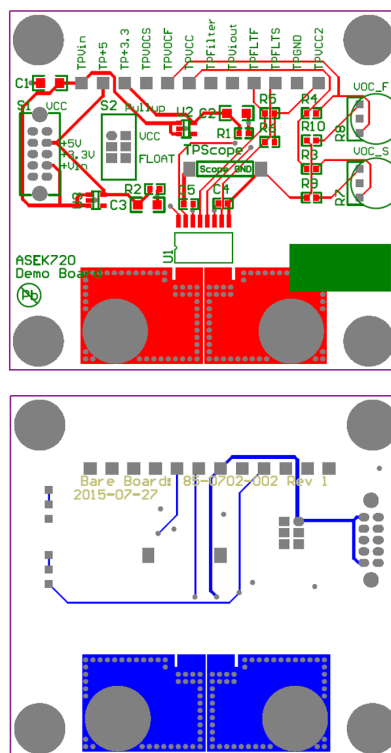 TPVin TP+5 TP+3.3 TPVOCS TPVOCF TPVCC TPFilter TPViout TPFLTF TPFLTS TPGND TPVCC2
C1
VOC_F
S1 VCC S2 Pullup U2 C2 R5 R4
R1 R6 R10 R8
+5V VCC
+3.3V FLOAT TPScope VOC_S
+Vin Scope GND R3
U3 R2 R9 R7
C3 C5 C4
U1
ASEK720
Demo Board
Pb
Bare Board: 85-0702-002 Rev 1
2015-07-27